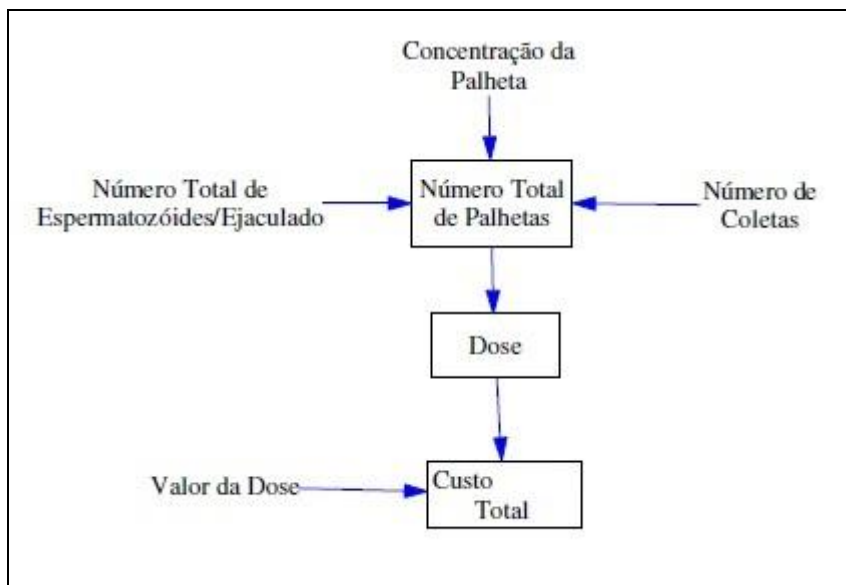 Concentração da
Palheta
Número Total de
Espermatozóides/Ejaculado
Número Total
de Palhetas
Número de
Coletas
Dose
Valor da Dose
Custo
Total